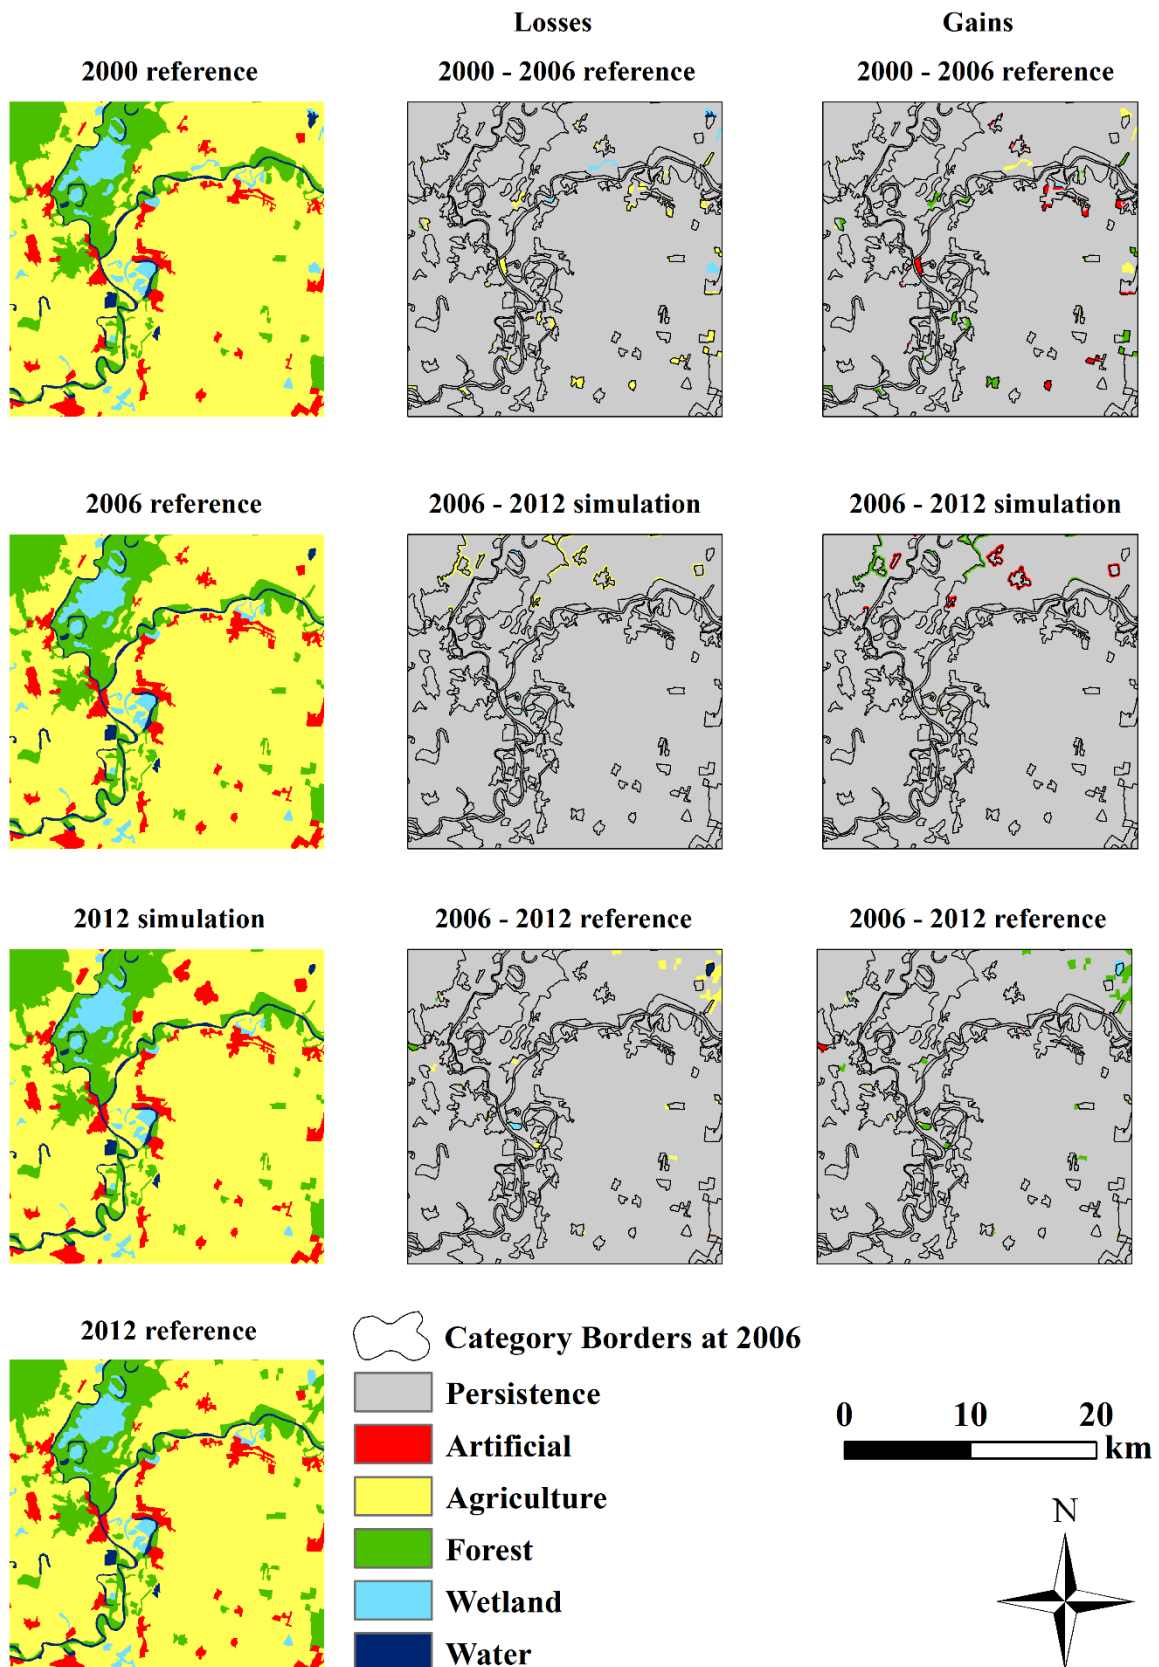 Losses
Gains
2000 reference
2000 - 2006 reference
2000 - 2006 reference
2006 reference
2006 - 2012 simulation
2006 - 2012 simulation
2012 simulation
2006 - 2012 reference
2006 - 2012 reference
2012 reference
Category Borders at 2006
Persistence
Artificial
Agriculture
Forest
Wetland
Water
0 10 20
km
N